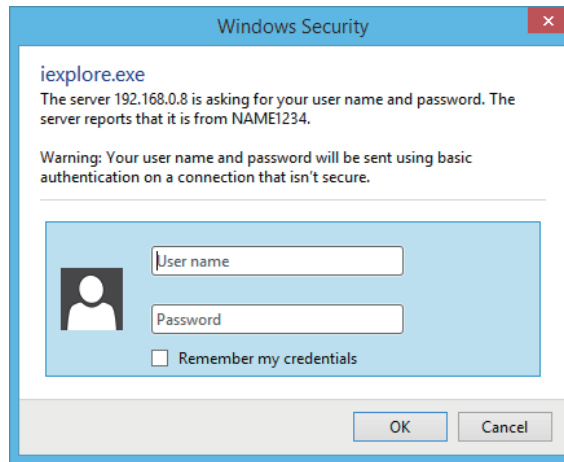 Windows Security
iexplore.exe
The server 192.168.0.8 is asking for your user name and password. The
server reports that it is from NAME1234.
Warning: Your user name and password will be sent using basic
authentication on a connection that isn't secure.
User name
Password
Remember my credentials
OK Cancel